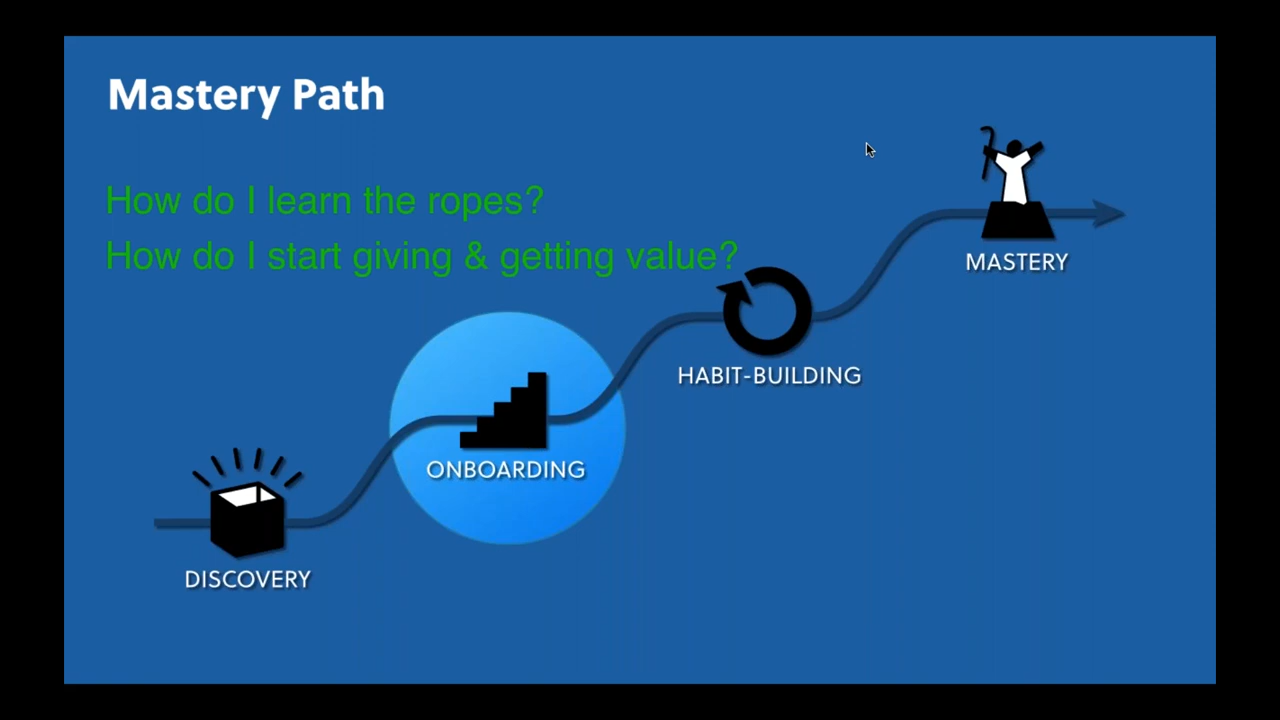 Mastery Path
How do I learn the ropes?
How do I start giving & getting value?
MASTERY
HABIT-BUILDING
ONBOARDING
DISCOVERY